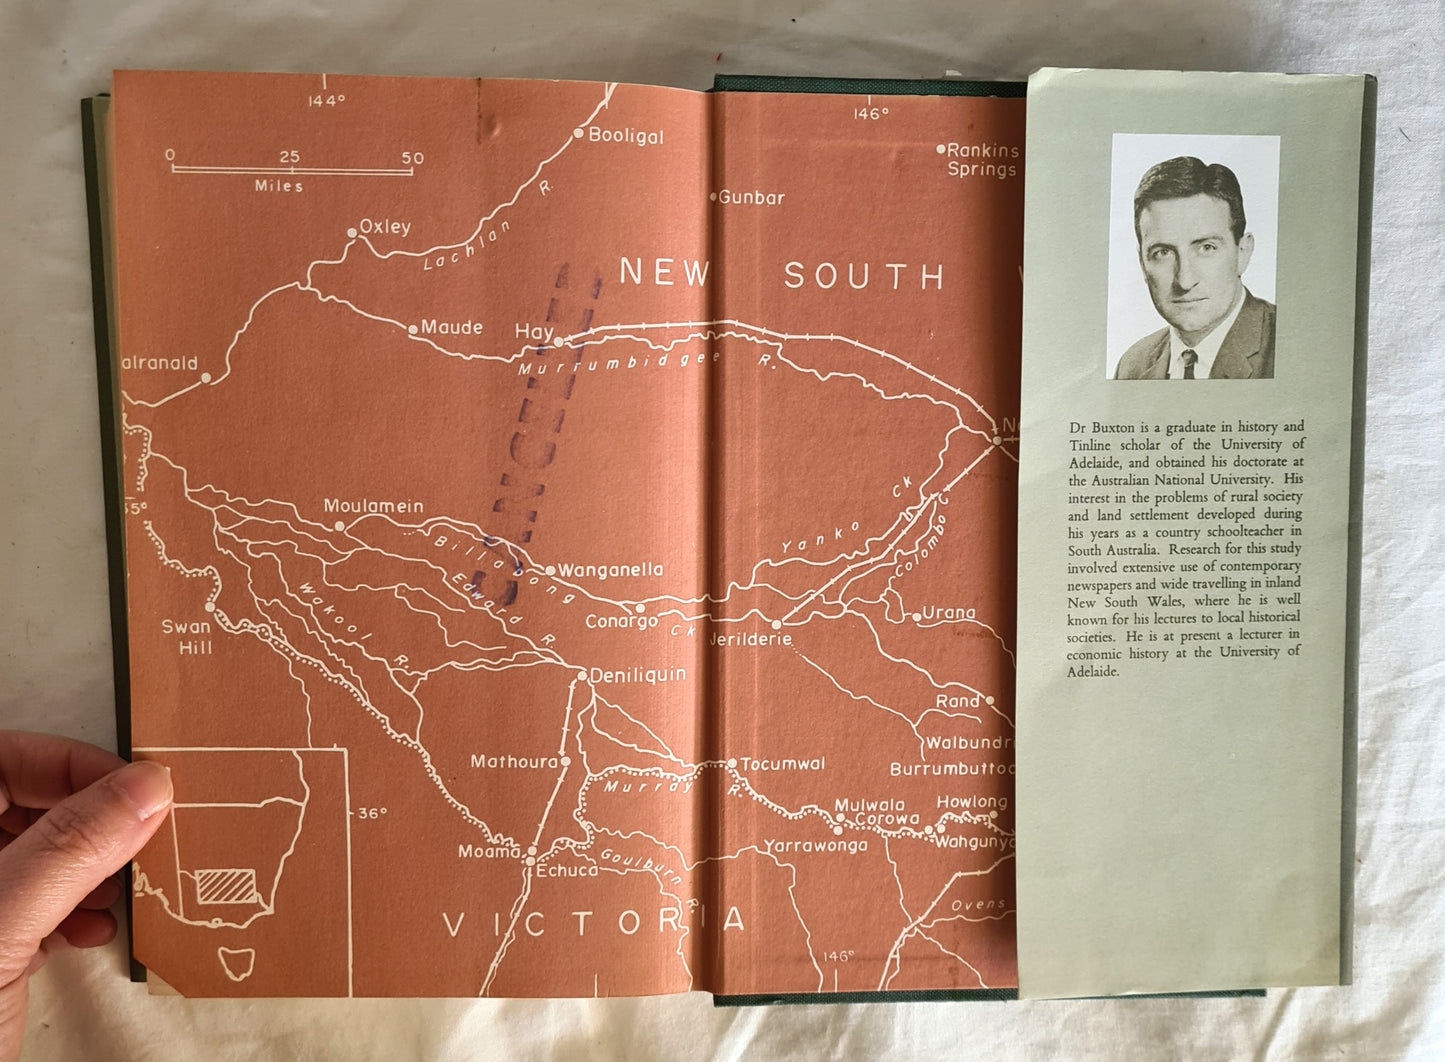 144°
146°
0 25 50
Miles
Booligal
Rankins
Springs
Gunbar
Oxley
Lachlan R.
NEW SOUTH
Maude
Hay
Murrumbidgee R.
alranald
Moulamein
Billabong
Ck
Wanganella
Yanko Ck
Colombo C
Edward R.
Wakool R.
Conargo
Jerilderie
Urana
Swan
Hill
Deniliquin
Rand
Walbundri
Burrumbuttoc
Mathoura
Tocumwal
Murray R.
Mulwala
Corowa
Howlong
Wahgunya
36°
Moama
Echuca
Goulburn R.
Yarrawonga
Ovens
VICTORIA
146°
CANCELLED
Dr Buxton is a graduate in history and
Tinline scholar of the University of
Adelaide, and obtained his doctorate at
the Australian National University. His
interest in the problems of rural society
and land settlement developed during
his years as a country schoolteacher in
South Australia. Research for this study
involved extensive use of contemporary
newspapers and wide travelling in inland
New South Wales, where he is well
known for his lectures to local historical
societies. He is at present a lecturer in
economic history at the University of
Adelaide.